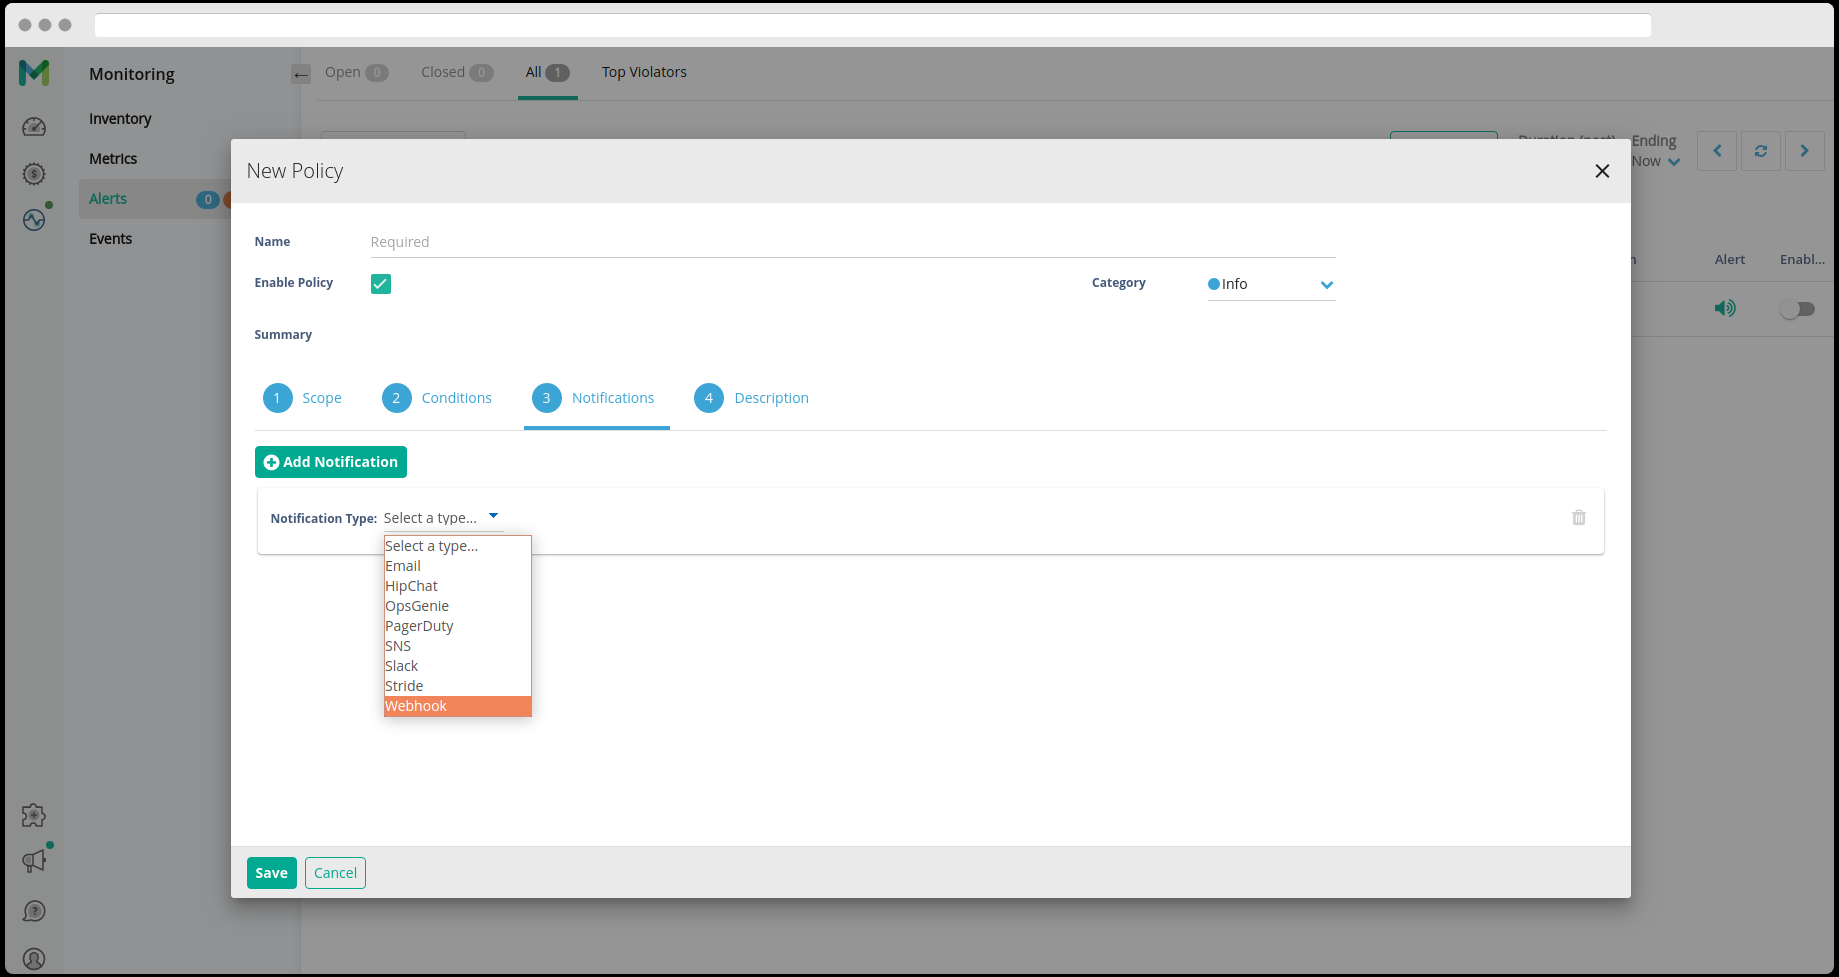 Monitoring
Inventory
Metrics
Alerts 0
Events
Open 0 Closed 0 All 1 Top Violators
Duration (past) Ending
Now
Alert Enabl...
New Policy
Name Required
Enable Policy
Category Info
Summary
1 Scope 2 Conditions 3 Notifications 4 Description
Add Notification
Notification Type: Select a type...
Select a type...
Email
HipChat
OpsGenie
PagerDuty
SNS
Slack
Stride
Webhook
Save Cancel